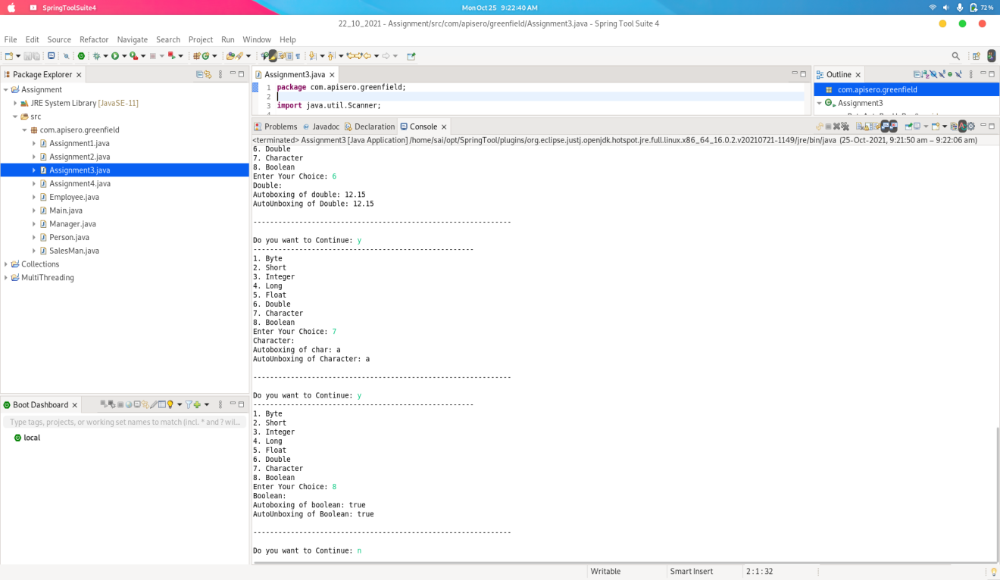 SpringToolSuite4
Mon Oct 25 9:22:40 AM
72 %
22_10_2021 - Assignment/src/com/apisero/greenfield/Assignment3.java - Spring Tool Suite 4
File Edit Source Refactor Navigate Search Project Run Window Help
Package Explorer
Assignment
JRE System Library [JavaSE-11]
src
com.apisero.greenfield
Assignment1.java
Assignment2.java
Assignment3.java
Assignment4.java
Employee.java
Main.java
Manager.java
Person.java
SalesMan.java
Collections
MultiThreading
Boot Dashboard
Type tags, projects, or working set names to match (incl. * and ? wil...
local
Assignment3.java
1 package com.apisero.greenfield;
2
3 import java.util.Scanner;
Outline
com.apisero.greenfield
Assignment3
Problems Javadoc Declaration Console
<terminated> Assignment3 [Java Application] /home/sai/opt/SpringTool/plugins/org.eclipse.justj.openjdk.hotspot.jre.full.linux.x86_64_16.0.2.v20210721-1149/jre/bin/java (25-Oct-2021, 9:21:50 am – 9:22:06 am)
6. Double
7. Character
8. Boolean
Enter Your Choice: 6
Double:
Autoboxing of double: 12.15
AutoUnboxing of Double: 12.15
--------------------------------------------------------------
Do you want to Continue: y
-----------------------------------------------------
1. Byte
2. Short
3. Integer
4. Long
5. Float
6. Double
7. Character
8. Boolean
Enter Your Choice: 7
Character:
Autoboxing of char: a
AutoUnboxing of Character: a
--------------------------------------------------------------
Do you want to Continue: y
-----------------------------------------------------
1. Byte
2. Short
3. Integer
4. Long
5. Float
6. Double
7. Character
8. Boolean
Enter Your Choice: 8
Boolean:
Autoboxing of boolean: true
AutoUnboxing of Boolean: true
--------------------------------------------------------------
Do you want to Continue: n
Writable
Smart Insert
2 : 1 : 32